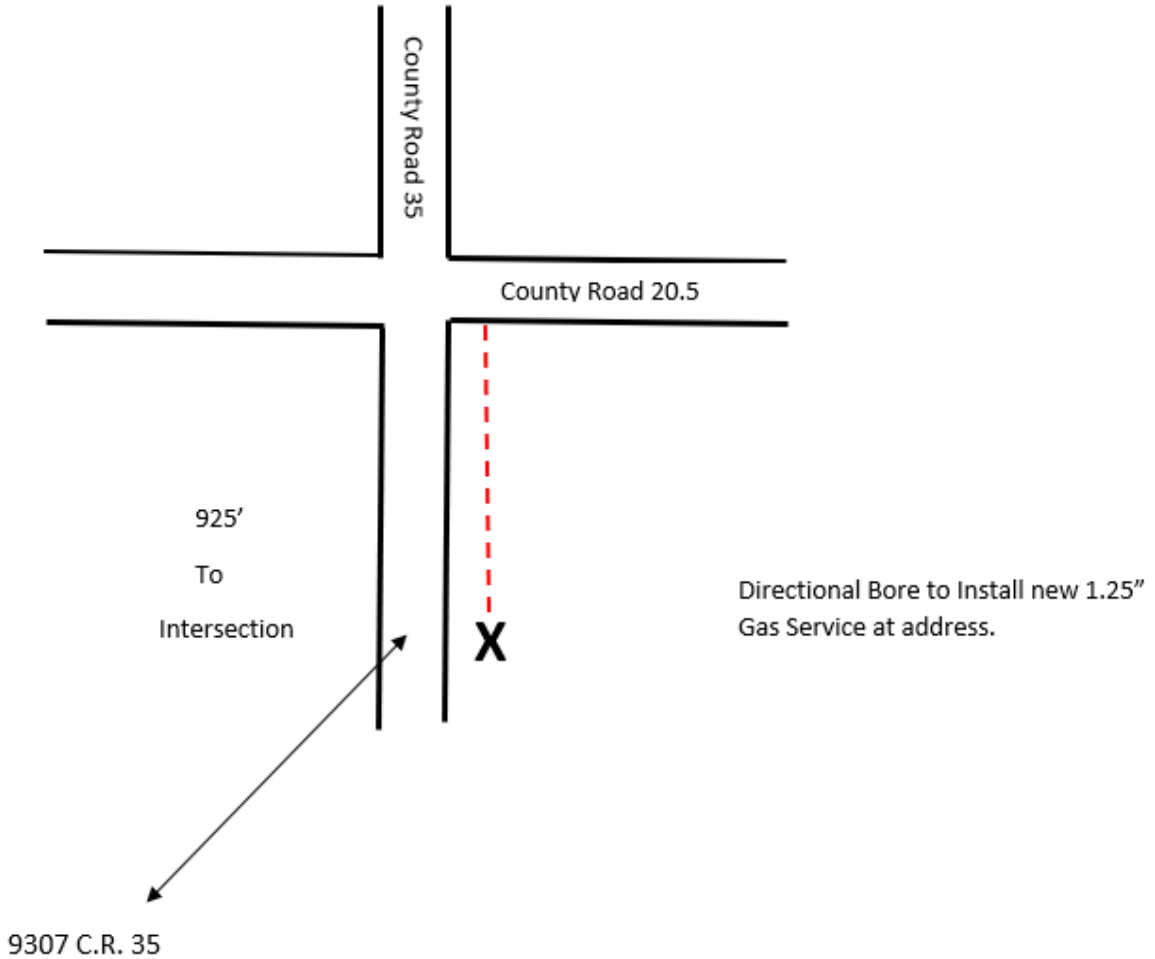 County Road 35
County Road 20.5
925’
To
Intersection
Directional Bore to Install new 1.25”
Gas Service at address.
X
9307 C.R. 35